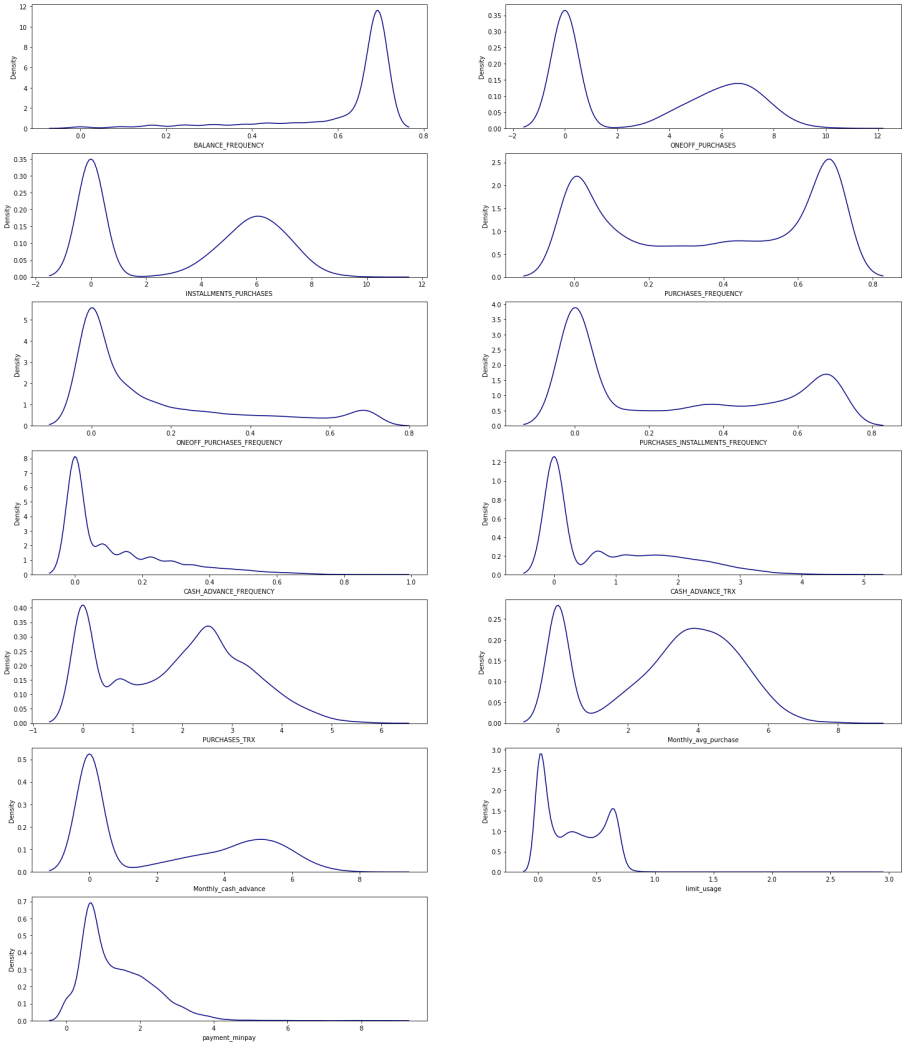 12
10
8
6
4
2
0
Density
0.0 0.2 0.4 0.6 0.8
BALANCE_FREQUENCY
0.35
0.30
0.25
0.20
0.15
0.10
0.05
0.00
Density
−2 0 2 4 6 8 10 12
ONEOFF_PURCHASES
0.35
0.30
0.25
0.20
0.15
0.10
0.05
0.00
Density
−2 0 2 4 6 8 10 12
INSTALLMENTS_PURCHASES
2.5
2.0
1.5
1.0
0.5
0.0
Density
0.0 0.2 0.4 0.6 0.8
PURCHASES_FREQUENCY
5
4
3
2
1
0
Density
0.0 0.2 0.4 0.6 0.8
ONEOFF_PURCHASES_FREQUENCY
4.0
3.5
3.0
2.5
2.0
1.5
1.0
0.5
0.0
Density
0.0 0.2 0.4 0.6 0.8
PURCHASES_INSTALLMENTS_FREQUENCY
8
7
6
5
4
3
2
1
0
Density
0.0 0.2 0.4 0.6 0.8 1.0
CASH_ADVANCE_FREQUENCY
1.2
1.0
0.8
0.6
0.4
0.2
0.0
Density
0 1 2 3 4 5
CASH_ADVANCE_TRX
0.40
0.35
0.30
0.25
0.20
0.15
0.10
0.05
0.00
Density
−1 0 1 2 3 4 5 6
PURCHASES_TRX
0.25
0.20
0.15
0.10
0.05
0.00
Density
0 2 4 6 8
Monthly_avg_purchase
0.5
0.4
0.3
0.2
0.1
0.0
Density
0 2 4 6 8
Monthly_cash_advance
3.0
2.5
2.0
1.5
1.0
0.5
0.0
Density
0.0 0.5 1.0 1.5 2.0 2.5 3.0
limit_usage
0.7
0.6
0.5
0.4
0.3
0.2
0.1
0.0
Density
0 2 4 6 8
payment_minpay